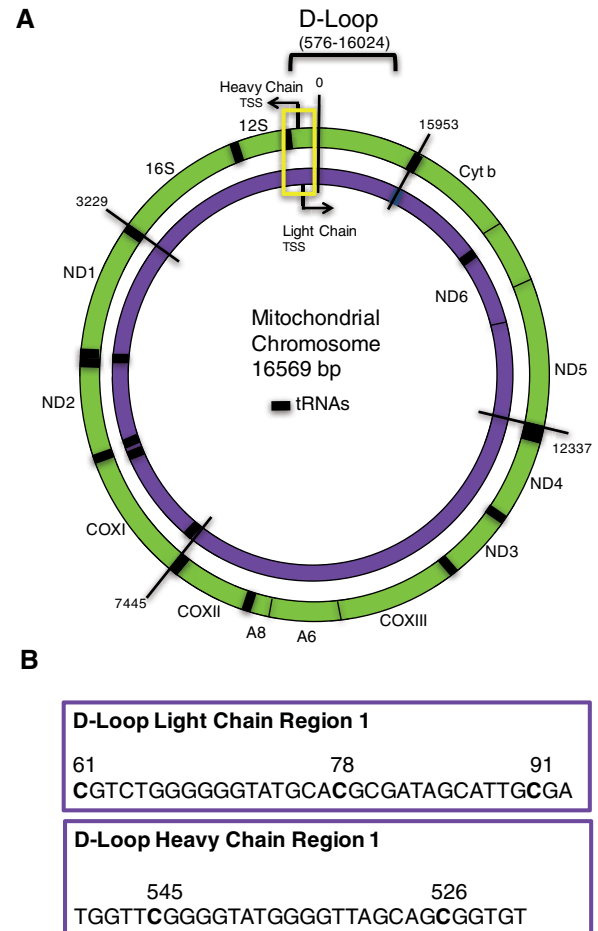 A
D-Loop
(576-16024)
Heavy Chain
TSS
0
12S
15953
16S
Cyt b
3229
Light Chain
TSS
ND1
ND6
Mitochondrial
Chromosome
16569 bp
tRNAs
ND5
ND2
12337
ND4
COXI
ND3
7445
COXII
A8
A6
COXIII
B
D-Loop Light Chain Region 1
61 78 91
CGTCTGGGGGGTATGCACGCGATAGCATTGCGA
D-Loop Heavy Chain Region 1
545 526
TGGTTCGGGGTATGGGGTTAGCAGCGGTGT